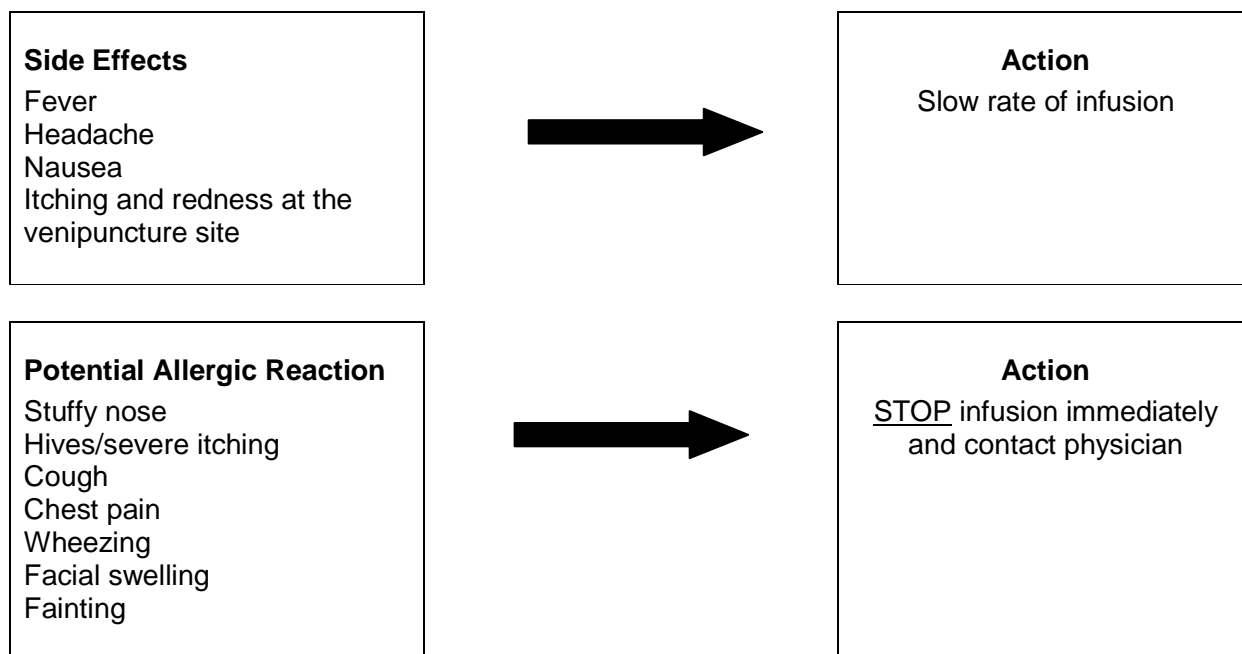 Side Effects
Fever
Headache
Nausea
Itching and redness at the
venipuncture site
Action
Slow rate of infusion
Potential Allergic Reaction
Stuffy nose
Hives/severe itching
Cough
Chest pain
Wheezing
Facial swelling
Fainting
Action
STOP infusion immediately
and contact physician